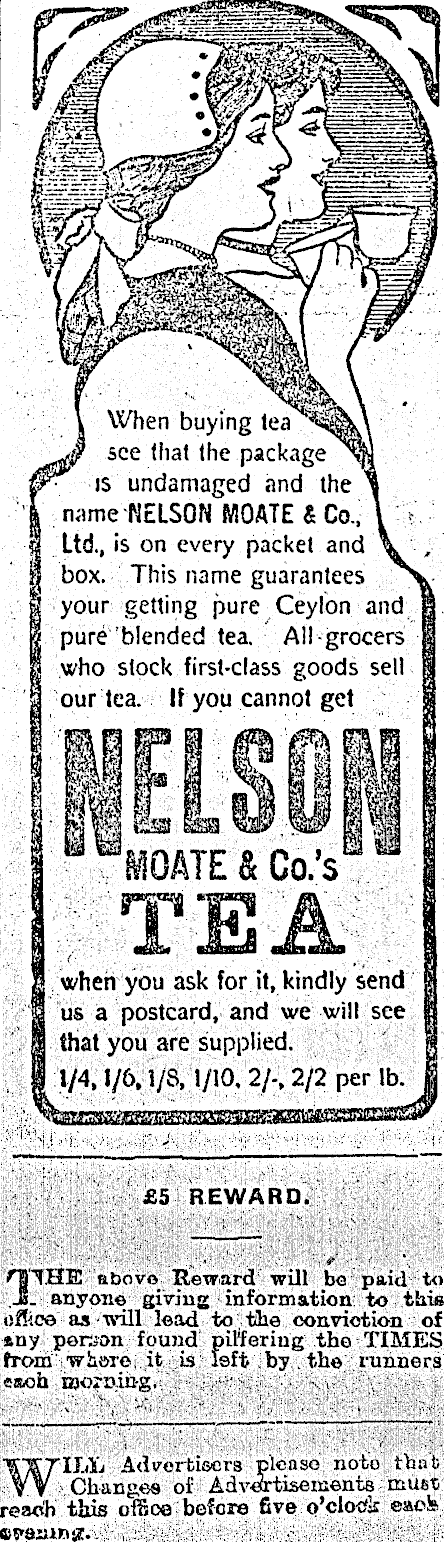 When buying tea
see that the package
is undamaged and the
name NELSON MOATE & Co.,
Ltd., is on every packet and
box. This name guarantees
your getting pure Ceylon and
pure blended tea. All grocers
who stock first-class goods sell
our tea. If you cannot get
NELSON
MOATE & Co.'s
TEA
when you ask for it, kindly send
us a postcard, and we will see
that you are supplied.
1/4, 1/6, 1/8, 1/10, 2/-, 2/2 per lb.
£5 REWARD.
THE above Reward will be paid to
anyone giving information to this
office as will lead to the conviction of
any person found pilfering the TIMES
from where it is left by the runners
each morning.
WILL Advertisers please note that
Changes of Advertisements must
reach this office before five o'clock each
evening.